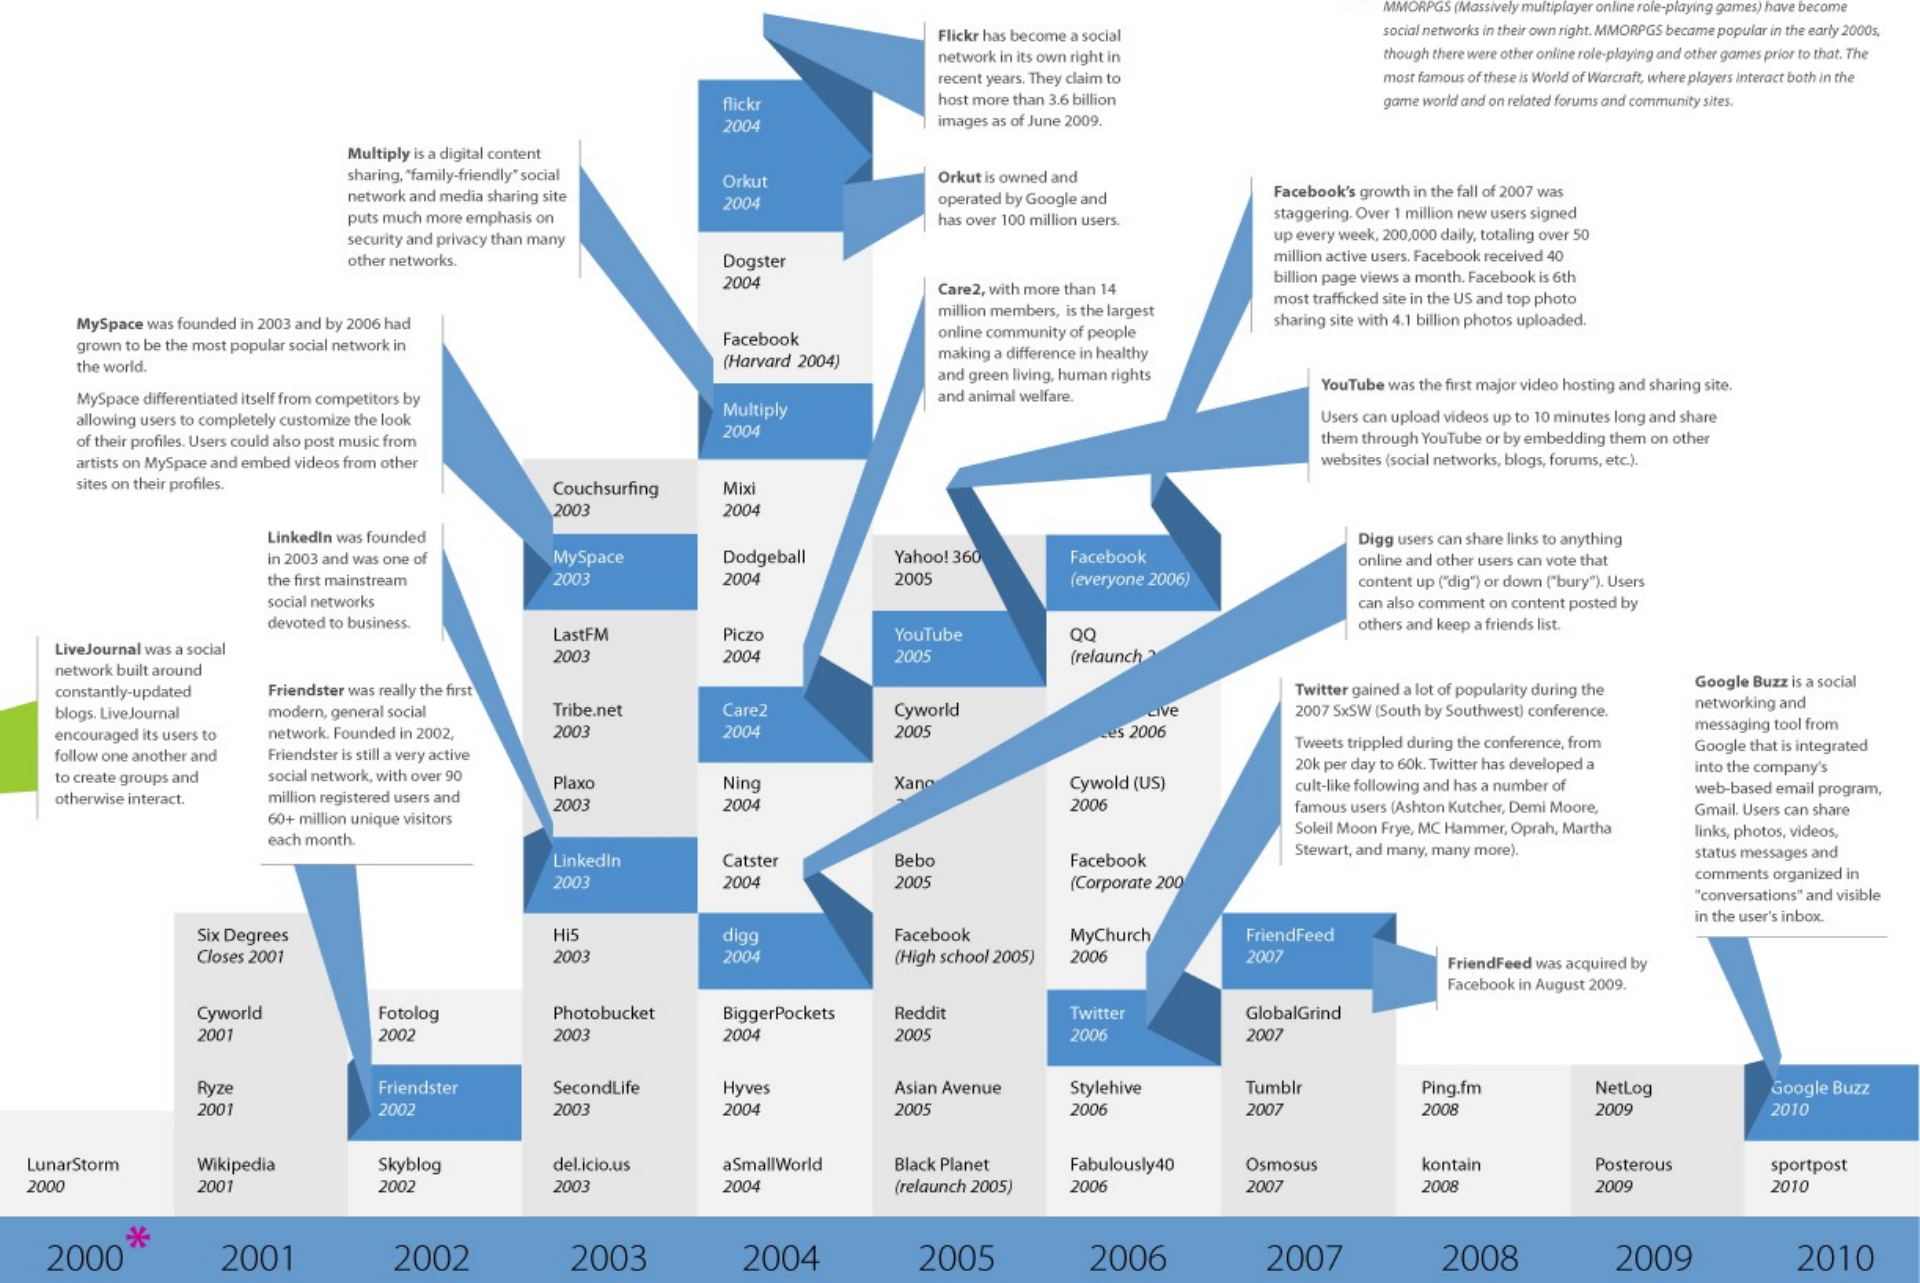 MMORPGS (Massively multiplayer online role-playing games) have become
social networks in their own right. MMORPGS became popular in the early 2000s,
though there were other online role-playing and other games prior to that. The
most famous of these is World of Warcraft, where players interact both in the
game world and on related forums and community sites.
Flickr has become a social
network in its own right in
recent years. They claim to
host more than 3.6 billion
images as of June 2009.
Multiply is a digital content
sharing, "family-friendly" social
network and media sharing site
puts much more emphasis on
security and privacy than many
other networks.
Orkut is owned and
operated by Google and
has over 100 million users.
Facebook's growth in the fall of 2007 was
staggering. Over 1 million new users signed
up every week, 200,000 daily, totaling over 50
million active users. Facebook received 40
billion page views a month. Facebook is 6th
most trafficked site in the US and top photo
sharing site with 4.1 billion photos uploaded.
Care2, with more than 14
million members, is the largest
online community of people
making a difference in healthy
and green living, human rights
and animal welfare.
MySpace was founded in 2003 and by 2006 had
grown to be the most popular social network in
the world.
MySpace differentiated itself from competitors by
allowing users to completely customize the look
of their profiles. Users could also post music from
artists on MySpace and embed videos from other
sites on their profiles.
YouTube was the first major video hosting and sharing site.
Users can upload videos up to 10 minutes long and share
them through YouTube or by embedding them on other
websites (social networks, blogs, forums, etc.).
LinkedIn was founded
in 2003 and was one of
the first mainstream
social networks
devoted to business.
Digg users can share links to anything
online and other users can vote that
content up ("dig") or down ("bury"). Users
can also comment on content posted by
others and keep a friends list.
LiveJournal was a social
network built around
constantly-updated
blogs. LiveJournal
encouraged its users to
follow one another and
to create groups and
otherwise interact.
Friendster was really the first
modern, general social
network. Founded in 2002,
Friendster is still a very active
social network, with over 90
million registered users and
60+ million unique visitors
each month.
Twitter gained a lot of popularity during the
2007 SxSW (South by Southwest) conference.
Tweets trippled during the conference, from
20k per day to 60k. Twitter has developed a
cult-like following and has a number of
famous users (Ashton Kutcher, Demi Moore,
Soleil Moon Frye, MC Hammer, Oprah, Martha
Stewart, and many, many more).
Google Buzz is a social
networking and
messaging tool from
Google that is integrated
into the company's
web-based email program,
Gmail. Users can share
links, photos, videos,
status messages and
comments organized in
"conversations" and visible
in the user's inbox.
FriendFeed was acquired by
Facebook in August 2009.
LunarStorm
2000
Six Degrees
Closes 2001
Cyworld
2001
Ryze
2001
Wikipedia
2001
Fotolog
2002
Friendster
2002
Skyblog
2002
Couchsurfing
2003
MySpace
2003
LastFM
2003
Tribe.net
2003
Plaxo
2003
LinkedIn
2003
Hi5
2003
Photobucket
2003
SecondLife
2003
del.icio.us
2003
flickr
2004
Orkut
2004
Dogster
2004
Facebook
(Harvard 2004)
Multiply
2004
Mixi
2004
Dodgeball
2004
Piczo
2004
Care2
2004
Ning
2004
Catster
2004
digg
2004
BiggerPockets
2004
Hyves
2004
aSmallWorld
2004
Yahoo! 360
2005
YouTube
2005
Cyworld
2005
Bebo
2005
Facebook
(High school 2005)
Reddit
2005
Asian Avenue
2005
Black Planet
(relaunch 2005)
Facebook
(everyone 2006)
QQ
(relaunch
2006
Cywold (US)
2006
Facebook
(Corporate 200
MyChurch
2006
Twitter
2006
Stylehive
2006
Fabulously40
2006
FriendFeed
2007
GlobalGrind
2007
Tumblr
2007
Osmosus
2007
Ping.fm
2008
kontain
2008
NetLog
2009
Posterous
2009
Google Buzz
2010
sportpost
2010
2000* 2001 2002 2003 2004 2005 2006 2007 2008 2009 2010